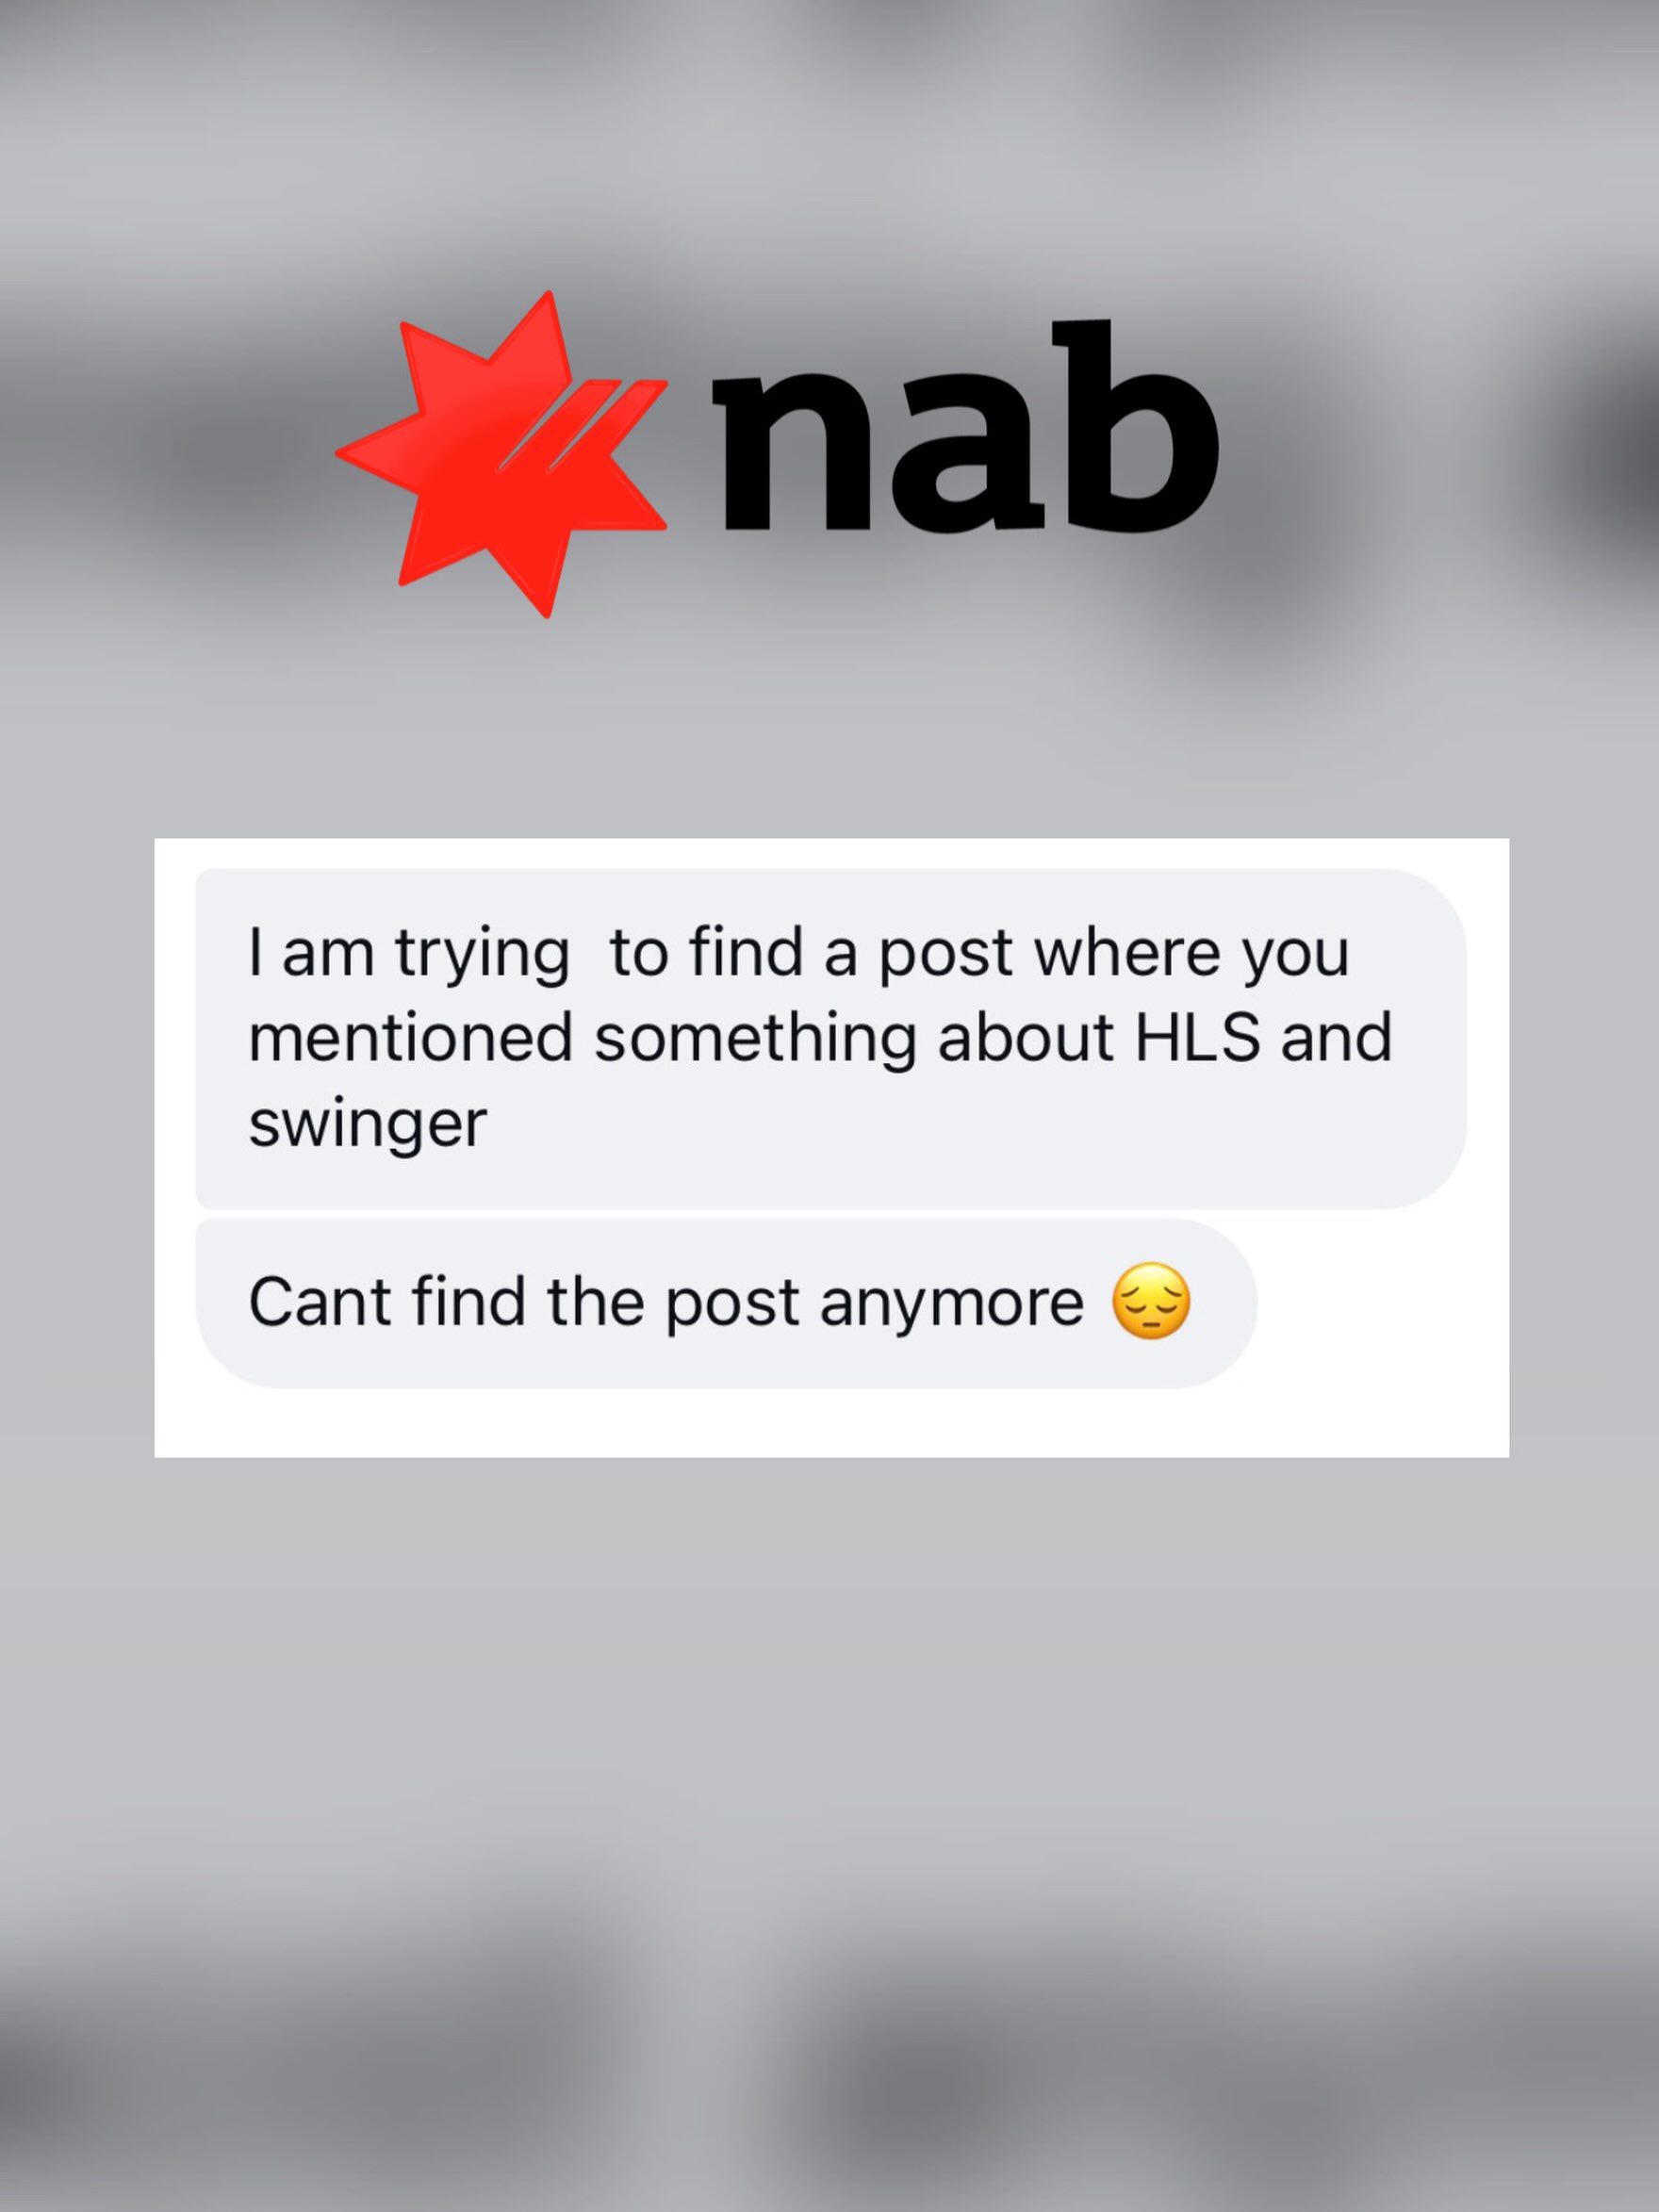 nab
I am trying  to find a post where you
mentioned something about HLS and
swinger
Cant find the post anymore 😔